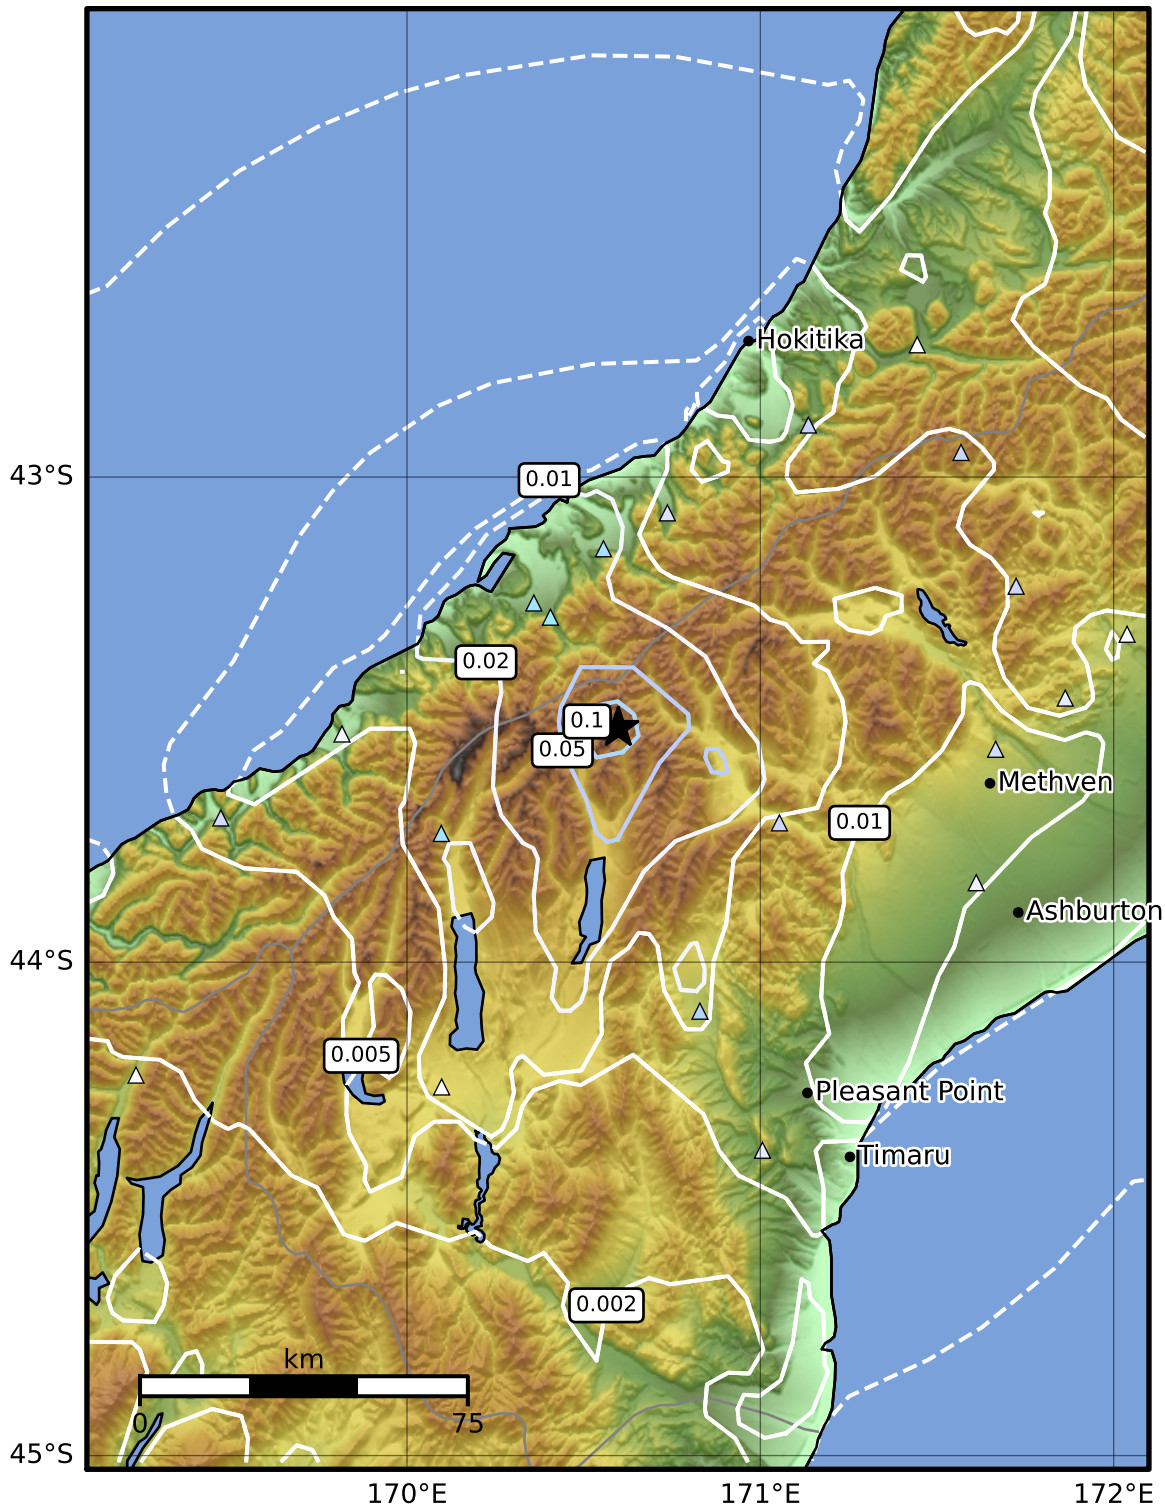 Hokitika
43°S
0.01
0.02
0.1
0.05
Methven
0.01
Ashburton
44°S
0.005
Pleasant Point
Timaru
0.002
km
0 75
45°S
170°E 171°E 172°E